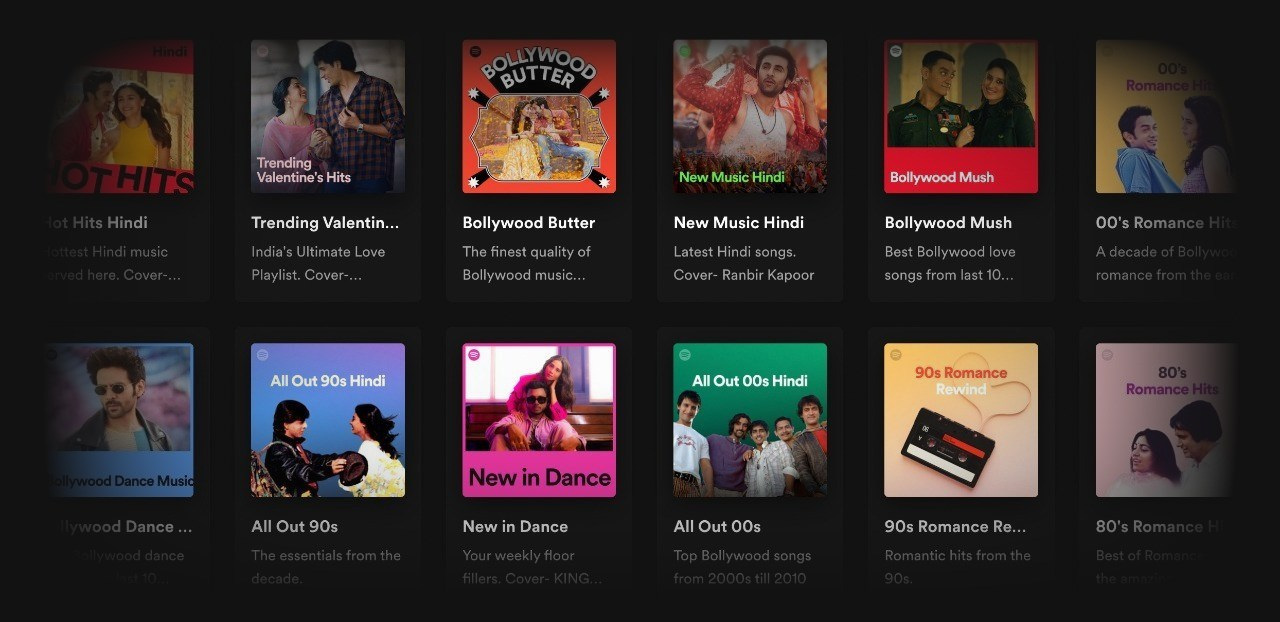 Hindi
HOT HITS
Hot Hits Hindi
Hottest Hindi music
served here. Cover-...
Trending
Valentine's Hits
Trending Valentin...
India's Ultimate Love
Playlist. Cover-...
BOLLYWOOD
BUTTER
Bollywood Butter
The finest quality of
Bollywood music...
New Music Hindi
New Music Hindi
Latest Hindi songs.
Cover- Ranbir Kapoor
Bollywood Mush
Bollywood Mush
Best Bollywood love
songs from last 10...
00's
Romance Hits
00's Romance Hits
A decade of Bollywood
romance from the
Bollywood Dance Music
Bollywood Dance ...
Bollywood dance
last 10...
All Out 90s Hindi
All Out 90s
The essentials from the
decade.
New in Dance
New in Dance
Your weekly floor
fillers. Cover- KING...
All Out 00s Hindi
All Out 00s
Top Bollywood songs
from 2000s till 2010
90s Romance
Rewind
90s Romance Re...
Romantic hits from the
90s.
80's
Romance Hits
80's Romance H
Best of Romance
the